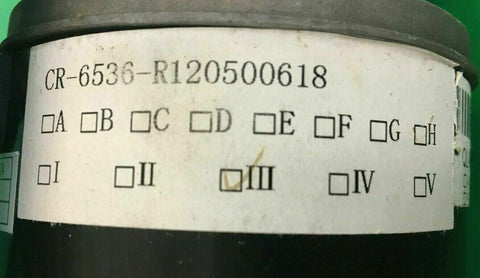 CR-6536-R120500618
□A □B □C □D □E □F □G □H
□I □II ☑III □IV □V